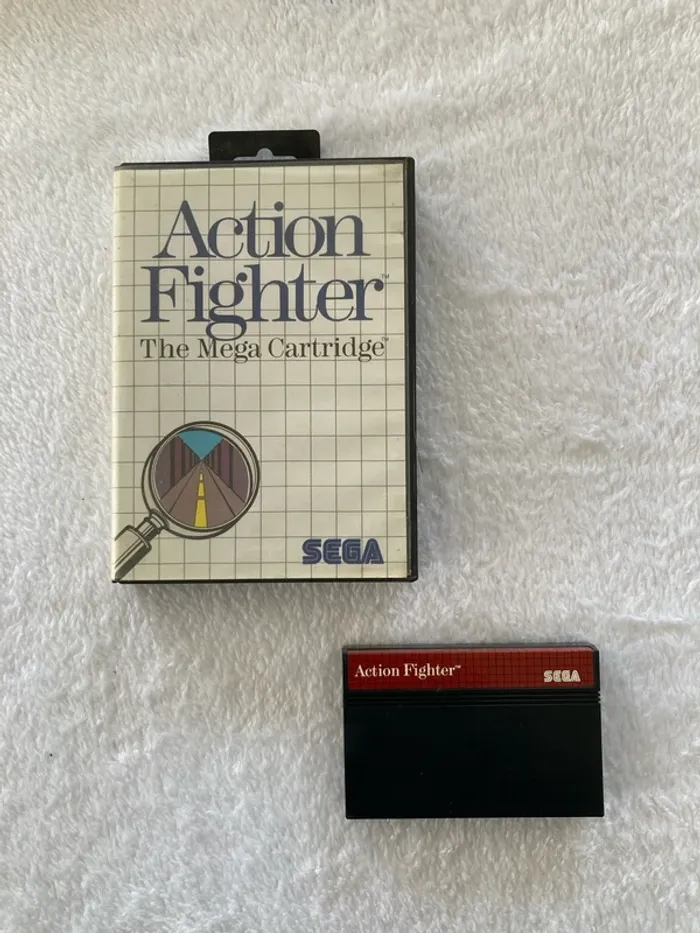 Action
Fighter™
The Mega Cartridge™
SEGA
Action Fighter™
SEGA